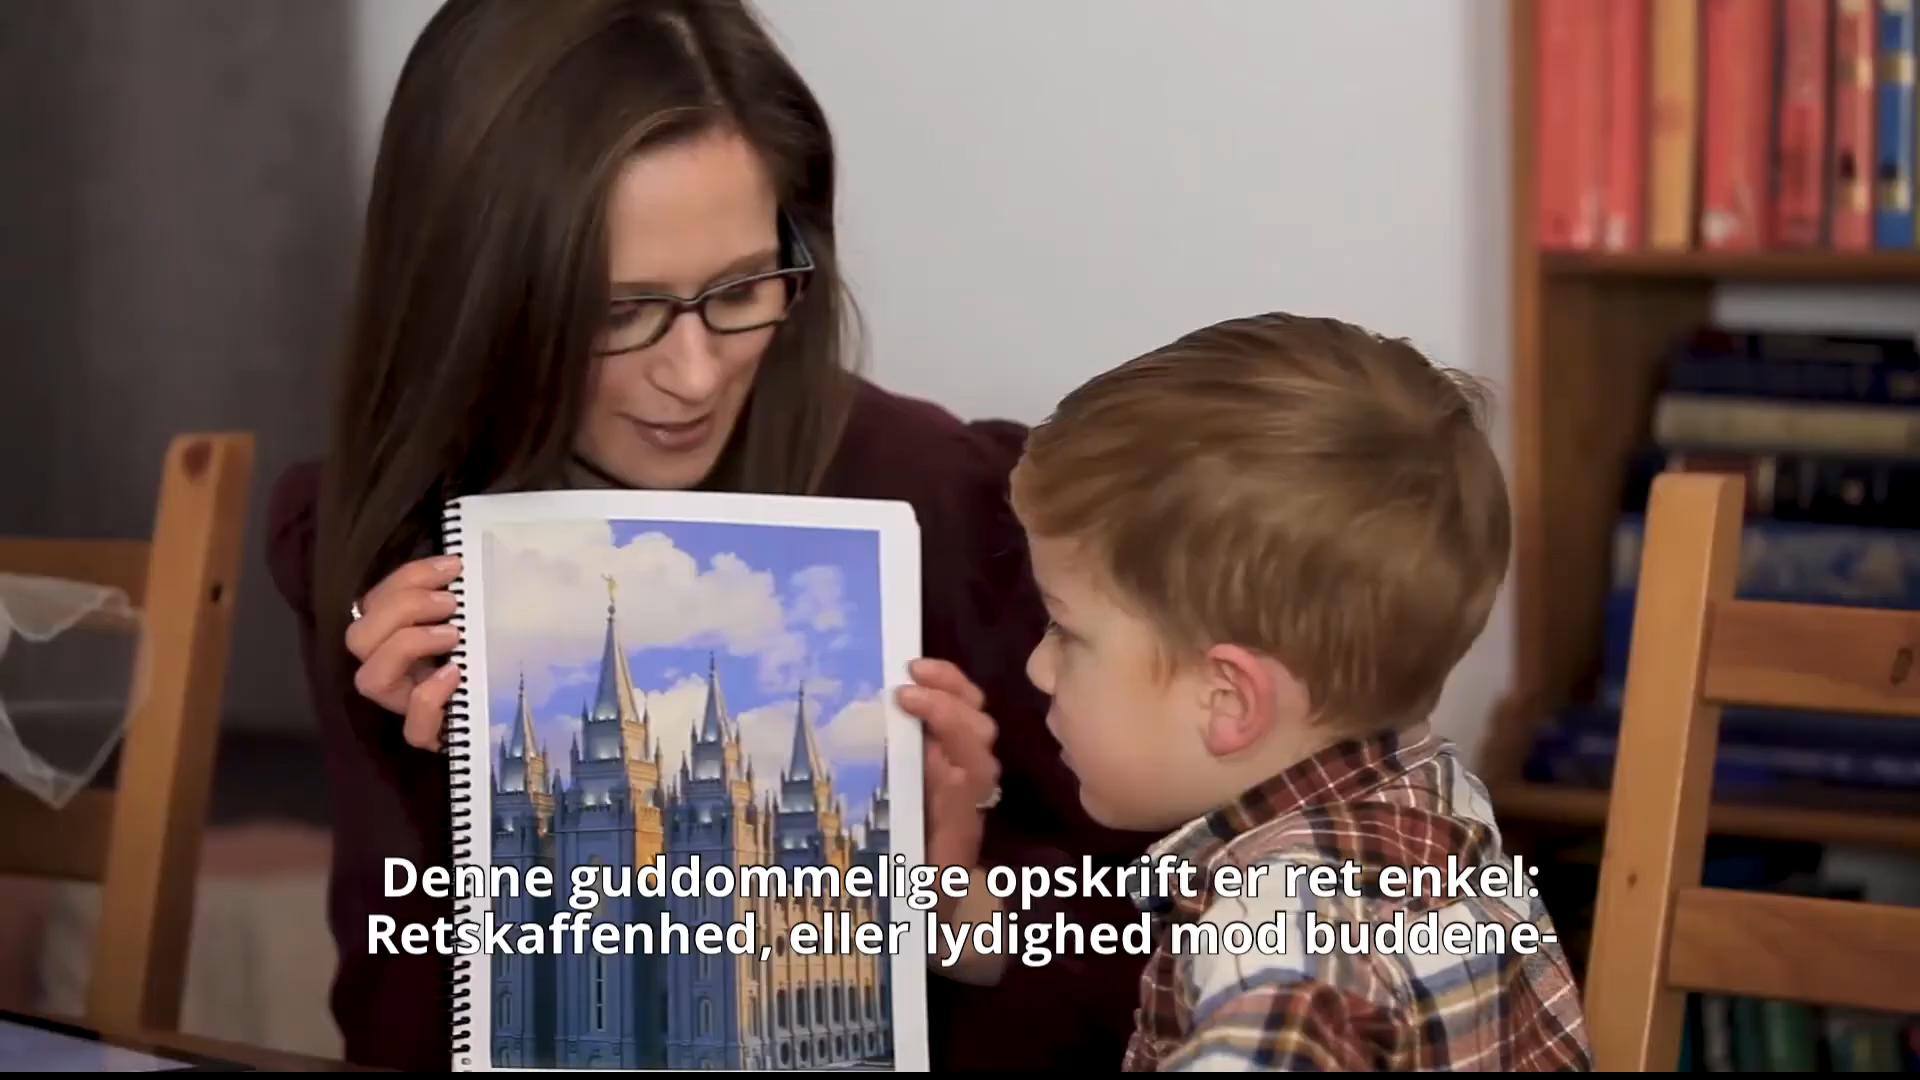 Denne guddommelige opskrift er ret enkel:
Retskaffenhed, eller lydighed mod buddene-